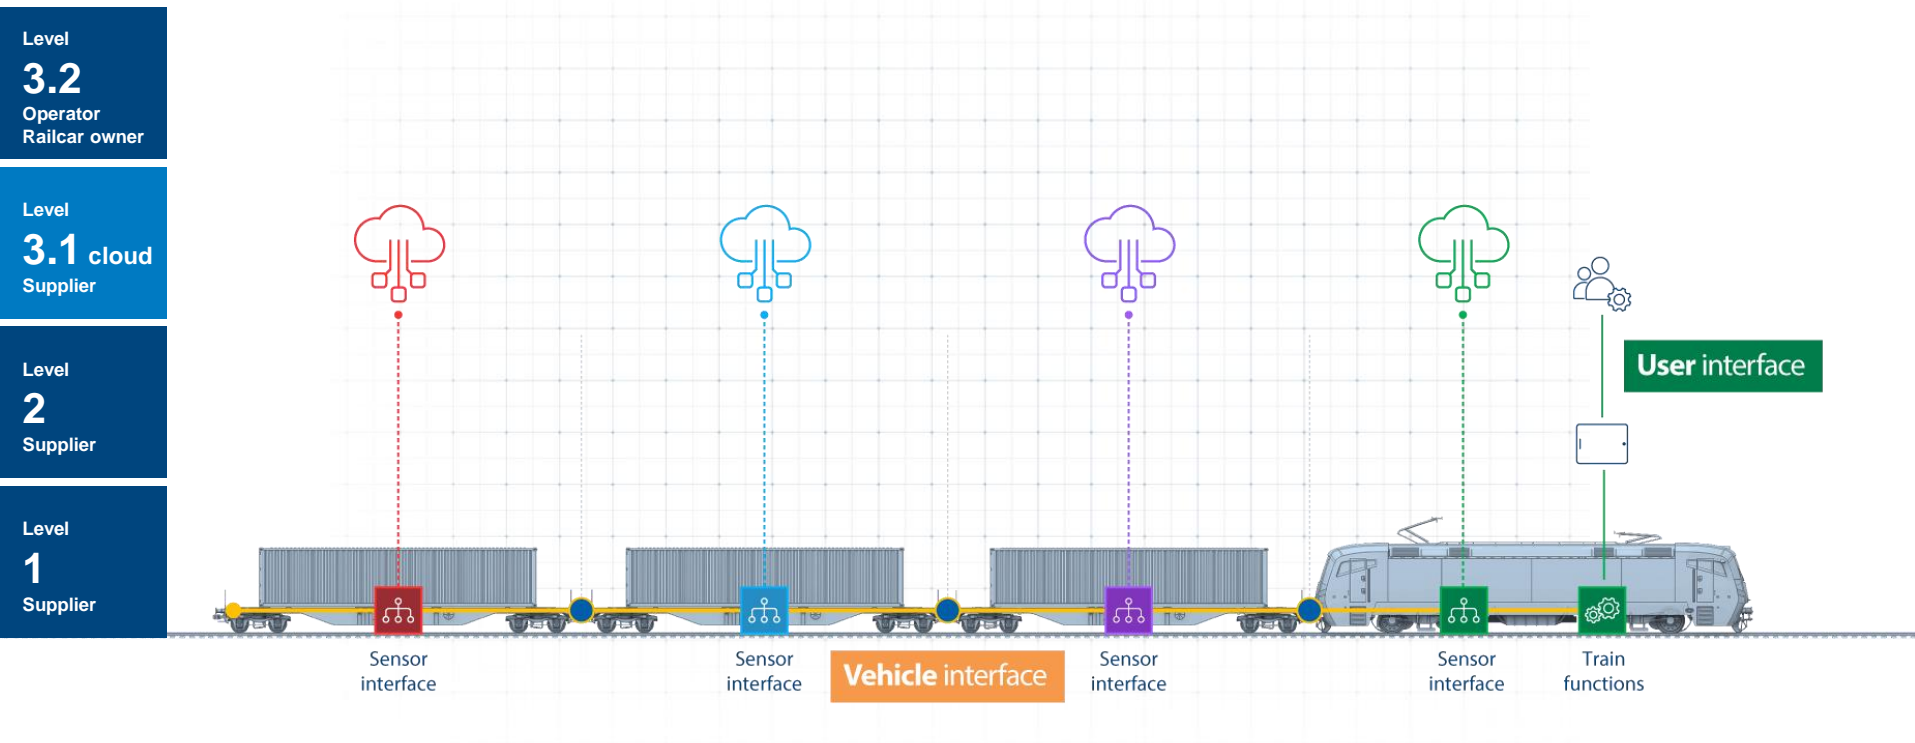 Level
3.2
Operator
Railcar owner
Level
3.1 cloud
Supplier
Level
2
Supplier
Level
1
Supplier
User interface
Sensor
interface
Sensor
interface
Vehicle interface
Sensor
interface
Sensor
interface
Train
functions